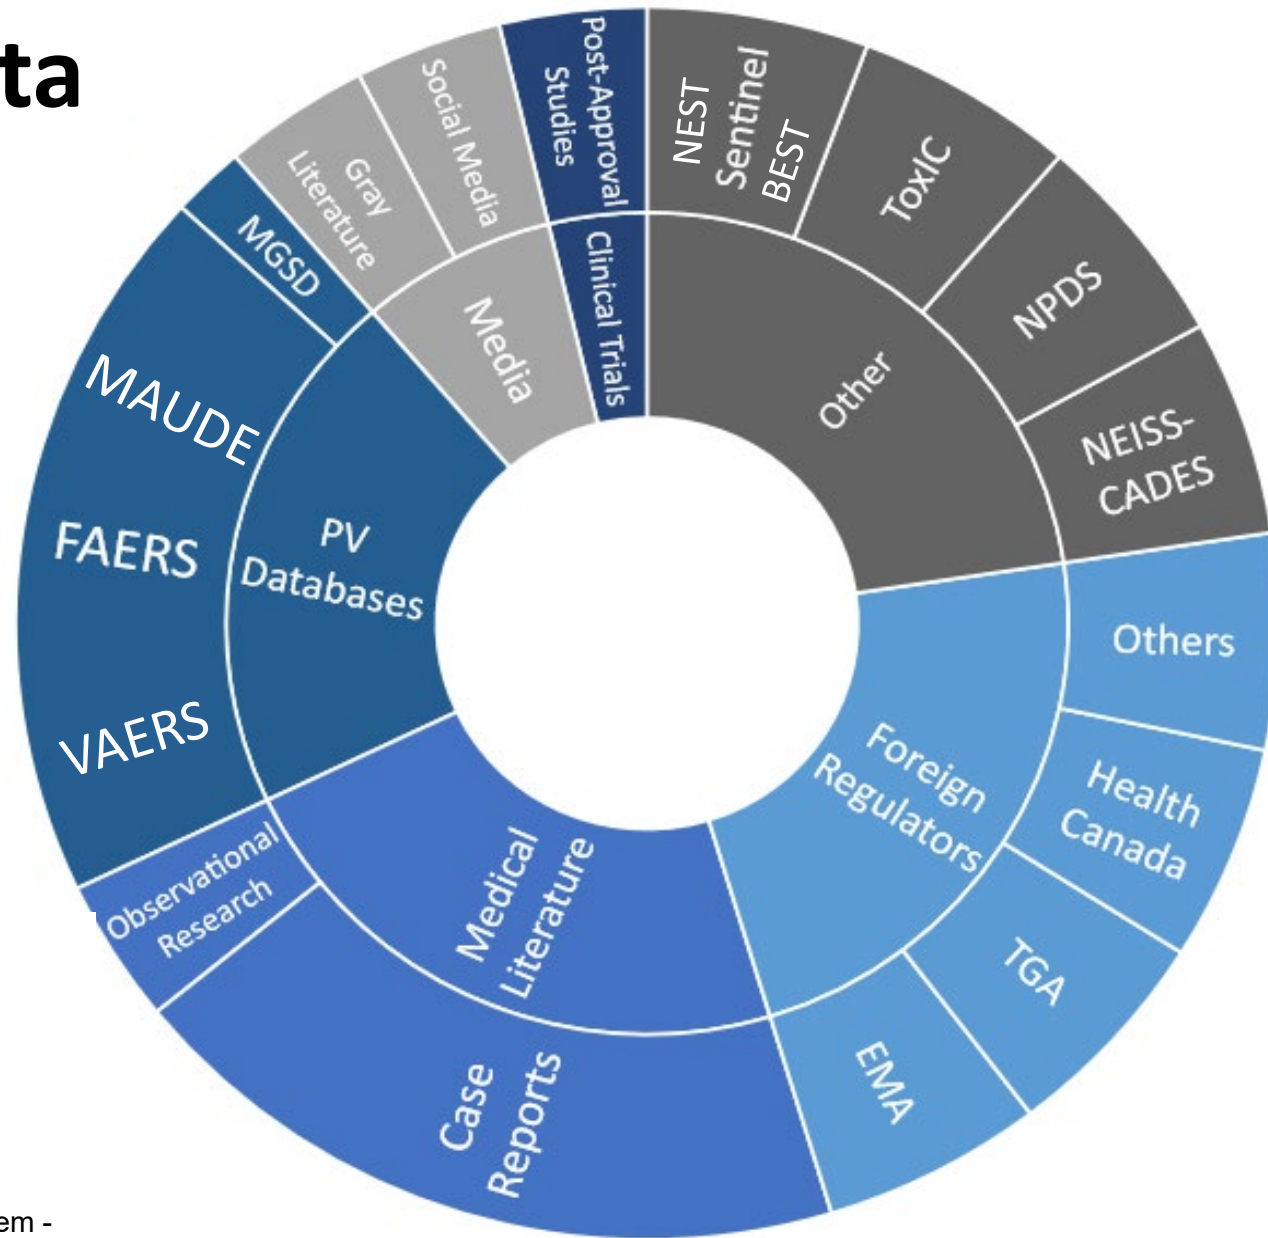 ta
Post-Approval
Studies
Clinical Trials
NEST
Sentinel
BEST
ToxIC
NPDS
NEISS-
CADES
Other
Others
Health
Canada
TGA
EMA
Foreign
Regulators
Case
Reports
Observational
Research
Medical
Literature
VAERS
FAERS
MAUDE
MGSD
PV
Databases
Gray
Literature
Social Media
Media
em -